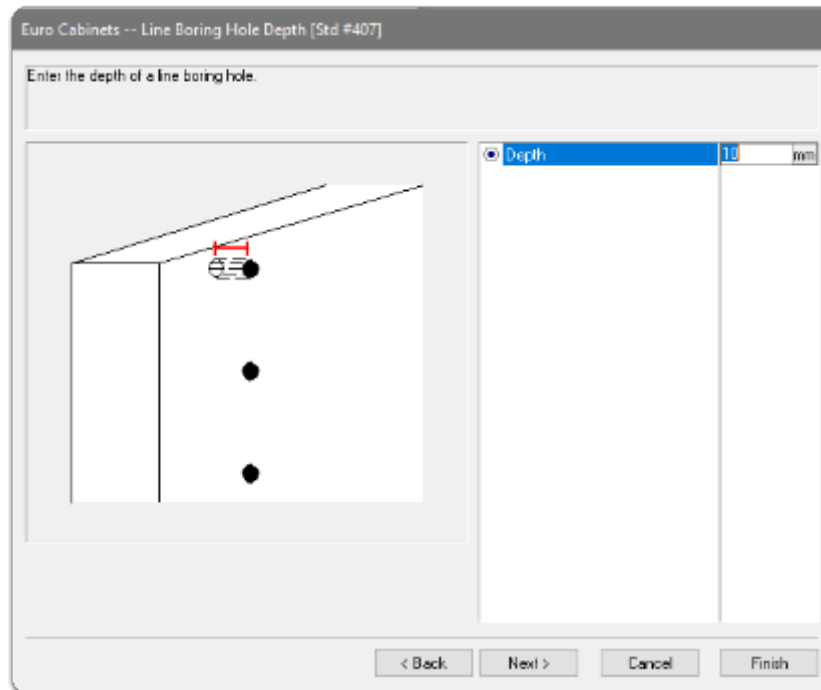 Euro Cabinets -- Line Boring Hole Depth [Std #407]
Enter the depth of a line boring hole.
Depth 10 mm
< Back Next > Cancel Finish